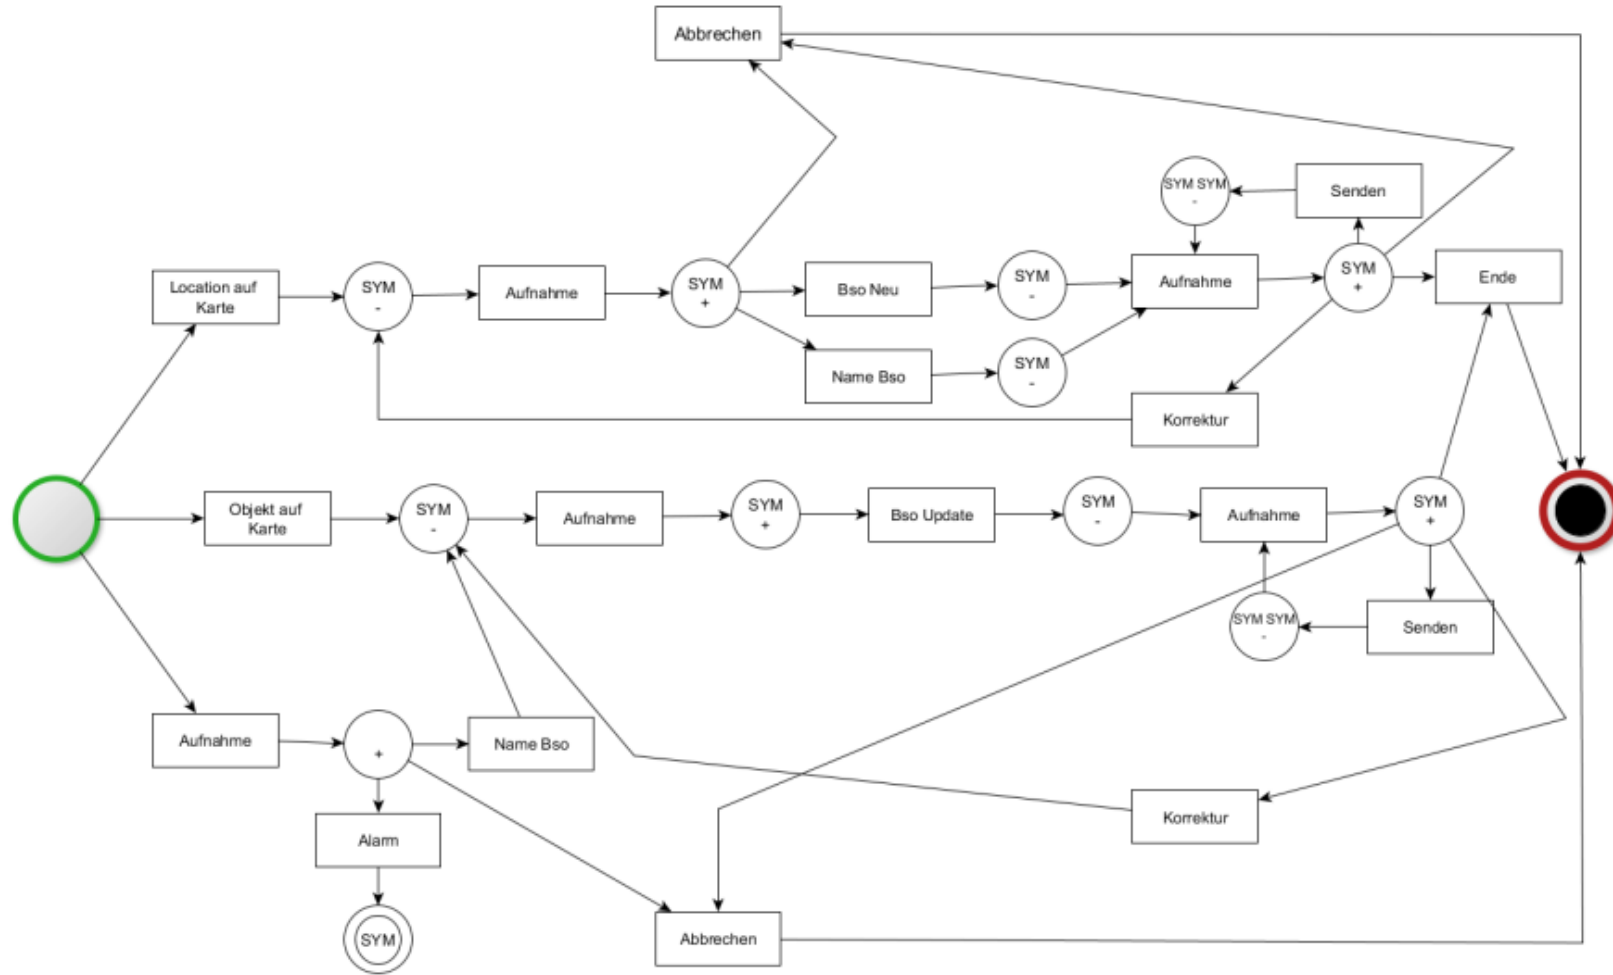 Abbrechen
SYM SYM
-
Senden
Location auf
Karte
SYM
-
Aufnahme
SYM
+
Bso Neu
SYM
-
Aufnahme
SYM
+
Ende
Name Bso
SYM
-
Korrektur
Objekt auf
Karte
SYM
-
Aufnahme
SYM
+
Bso Update
SYM
-
Aufnahme
SYM
+
SYM SYM
-
Senden
Aufnahme
+
Name Bso
Korrektur
Alarm
SYM
Abbrechen